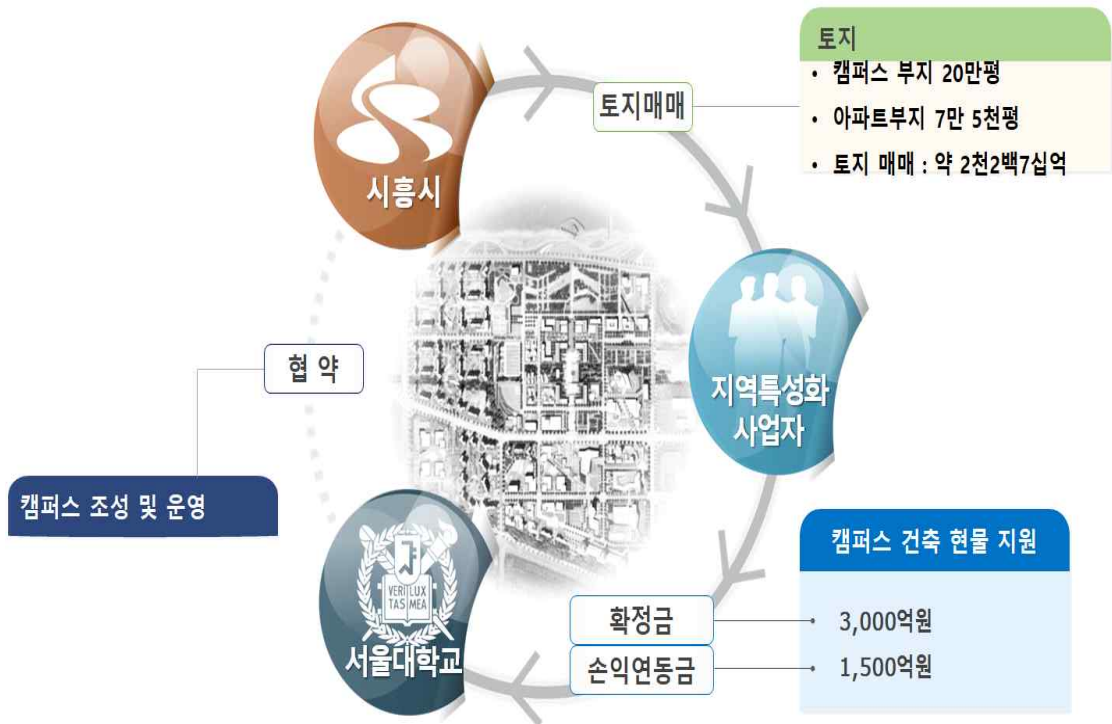 토지
• 캠퍼스 부지 20만평
• 아파트부지 7만 5천평
• 토지 매매 : 약 2천2백7십억
토지매매
시흥시
지역특성화
사업자
협 약
캠퍼스 조성 및 운영
VERI LUX
TAS MEA
서울대학교
캠퍼스 건축 현물 지원
확정금
• 3,000억원
손익연동금
• 1,500억원